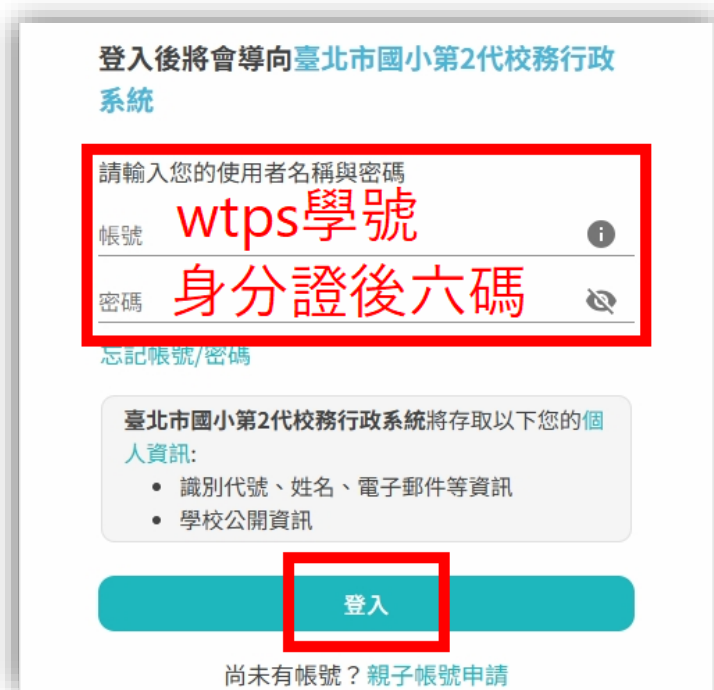 登入後將會導向臺北市國小第2代校務行政
系統
請輸入您的使用者名稱與密碼
帳號 wtps學號
密碼 身分證後六碼
忘記帳號/密碼
臺北市國小第2代校務行政系統將存取以下您的個
人資訊:
• 識別代號、姓名、電子郵件等資訊
• 學校公開資訊
登入
尚未有帳號？親子帳號申請